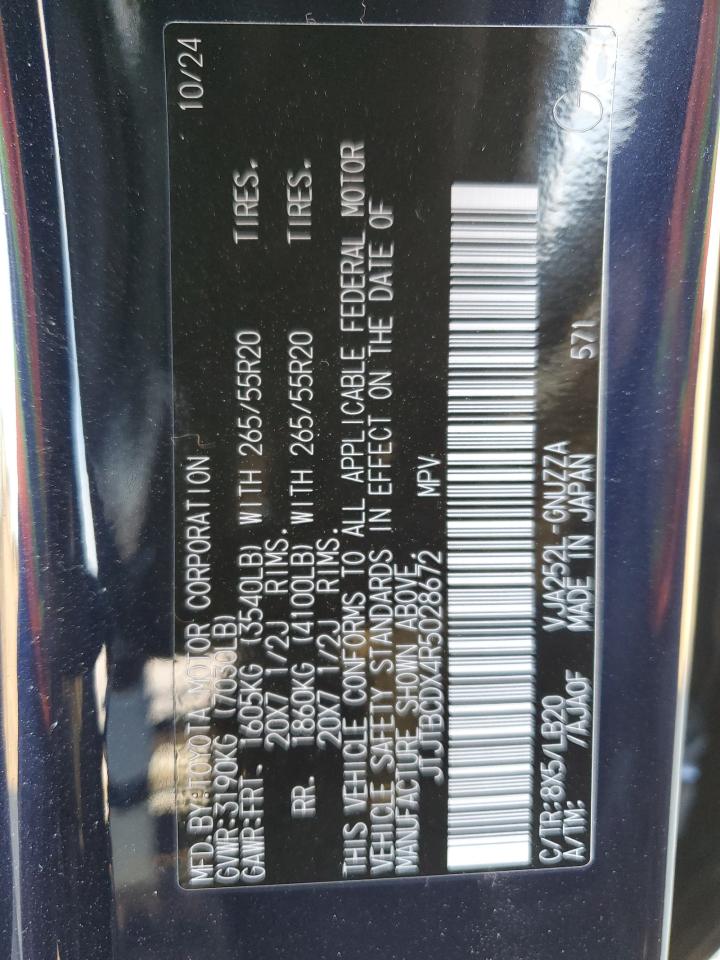 MFD.BY:TOYOTA MOTOR CORPORATION 10/24
GVWR:3190KG (7030LB)
GAWR:FRT. 1605KG (3540LB) WITH 265/55R20 TIRES.
20X7 1/2J RIMS.
RR. 1860KG (4100LB) WITH 265/55R20 TIRES.
20X7 1/2J RIMS.
THIS VEHICLE CONFORMS TO ALL APPLICABLE FEDERAL MOTOR
VEHICLE SAFETY STANDARDS IN EFFECT ON THE DATE OF
MANUFACTURE SHOWN ABOVE.
JTJTBCDX4R5028672 MPV.
C/TR:8X5/LB20 VJA252L-GNUZZA
A/TM: /AJA0F MADE IN JAPAN 571